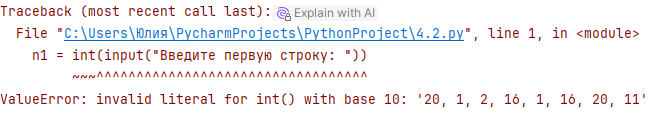 Traceback (most recent call last): Explain with AI
  File "C:\Users\Юлия\PycharmProjects\PythonProject\4.2.py", line 1, in <module>
    n1 = int(input("Введите первую строку: "))
         ~~~^^^^^^^^^^^^^^^^^^^^^^^^^^^^^^^^^^
ValueError: invalid literal for int() with base 10: '20, 1, 2, 16, 1, 16, 20, 11'